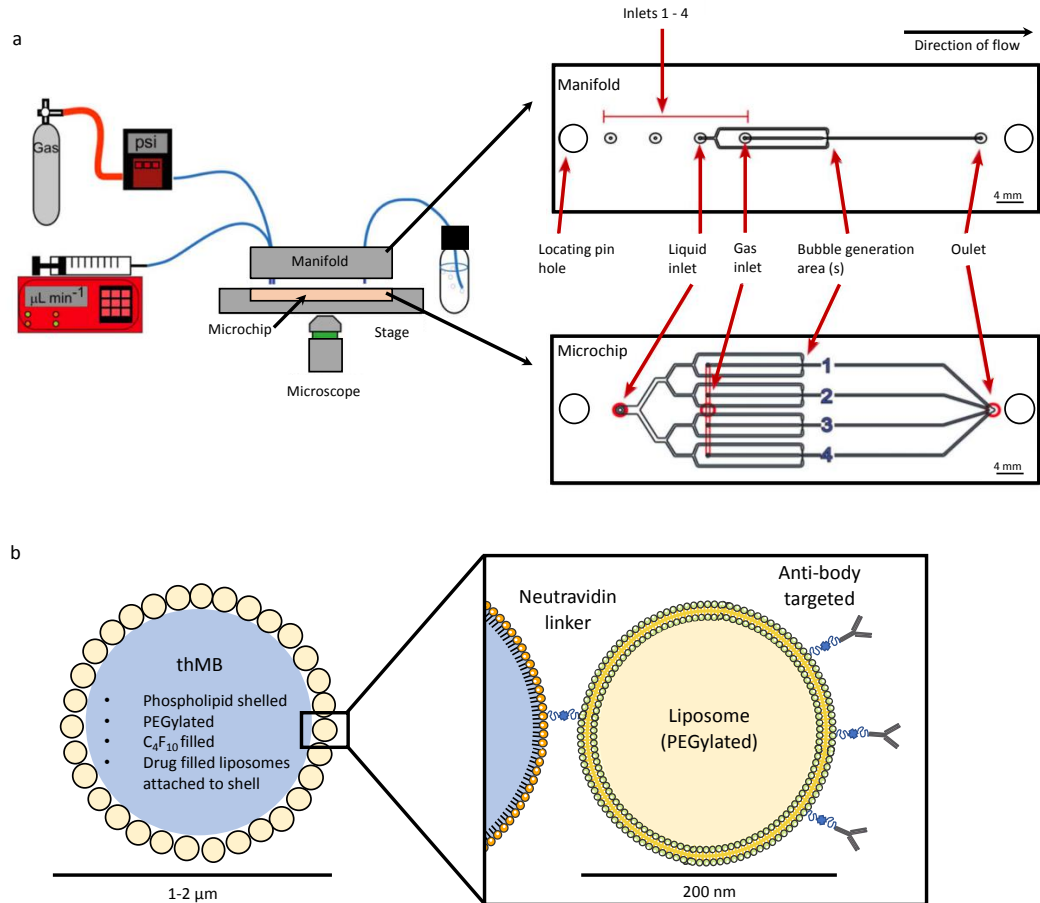 a
Inlets 1 - 4
Direction of flow
Manifold
Gas
psi
Manifold
4 mm
Locating pin
hole
Liquid
inlet
Gas
inlet
Bubble generation
area (s)
Oulet
µL min⁻¹
Microchip
Stage
Microscope
Microchip
1
2
3
4
4 mm
b
thMB
• Phospholipid shelled
• PEGylated
• C₄F₁₀ filled
• Drug filled liposomes
attached to shell
1-2 µm
Neutravidin
linker
Anti-body
targeted
Liposome
(PEGylated)
200 nm